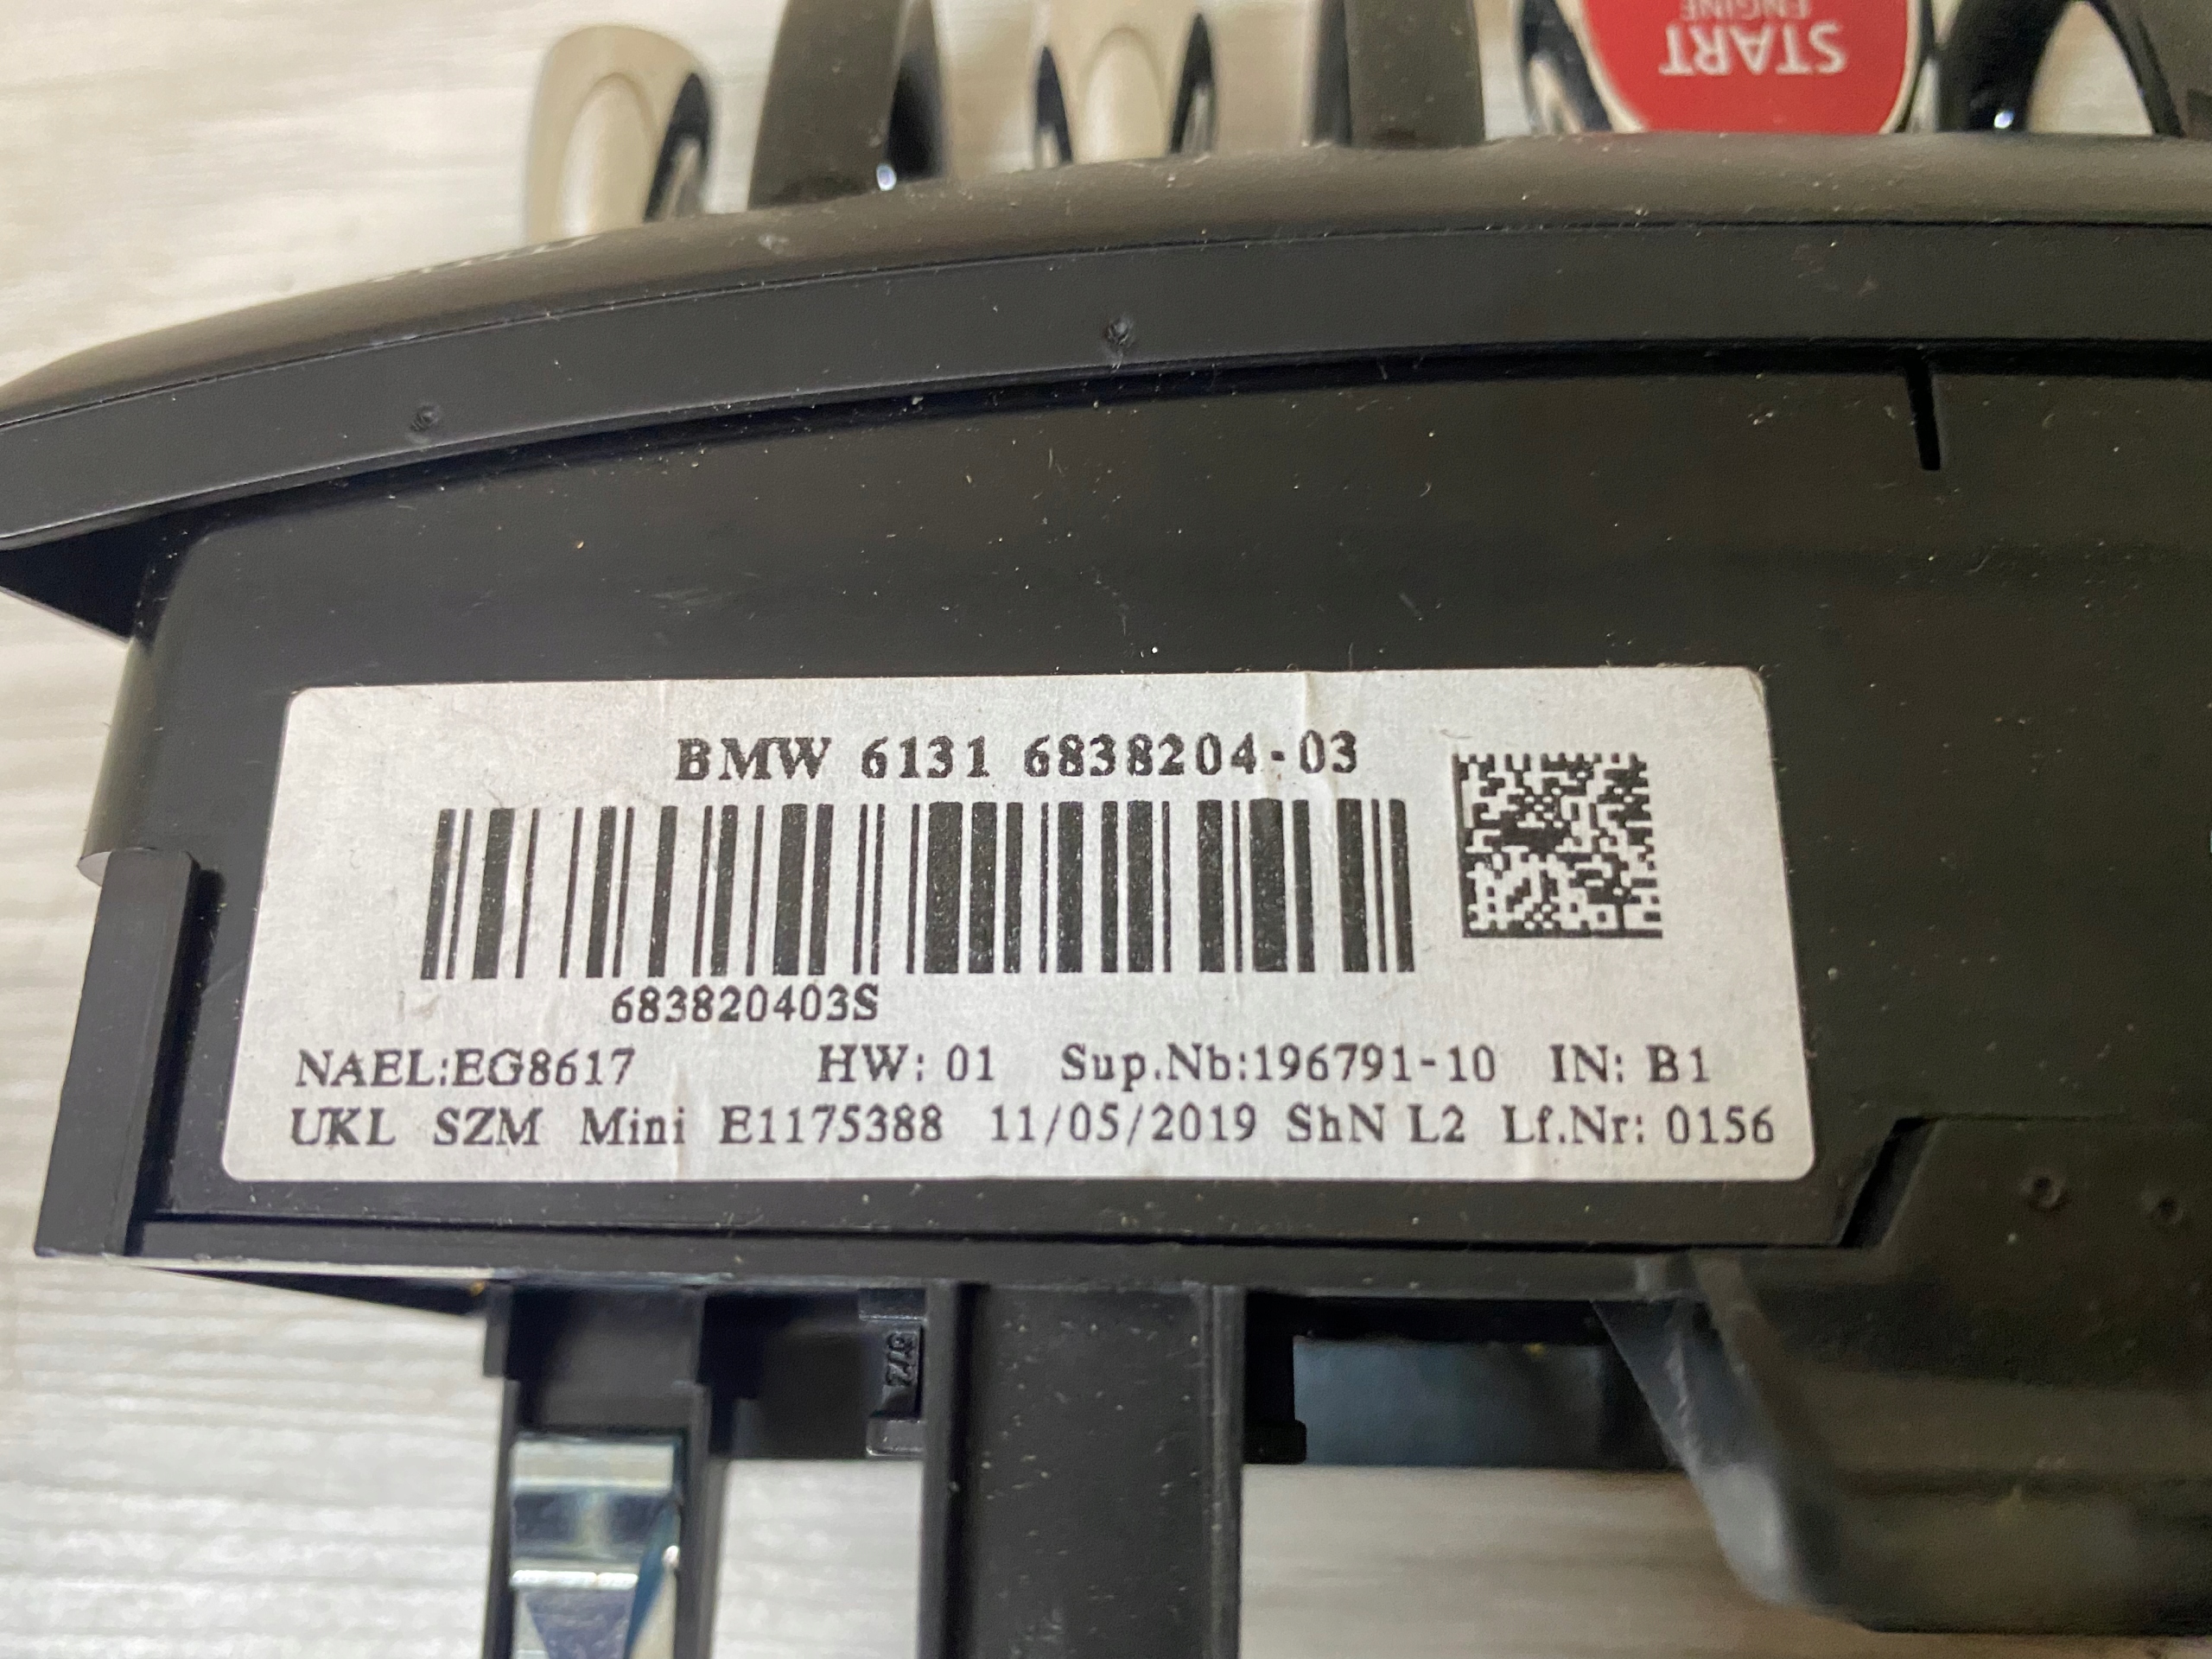 START
ENGINE
BMW 6131 6838204-03
683820403S
NAEL:EG8617 HW: 01 Sup.Nb:196791-10 IN: B1
UKL SZM Mini E1175388 11/05/2019 ShN L2 Lf.Nr: 0156